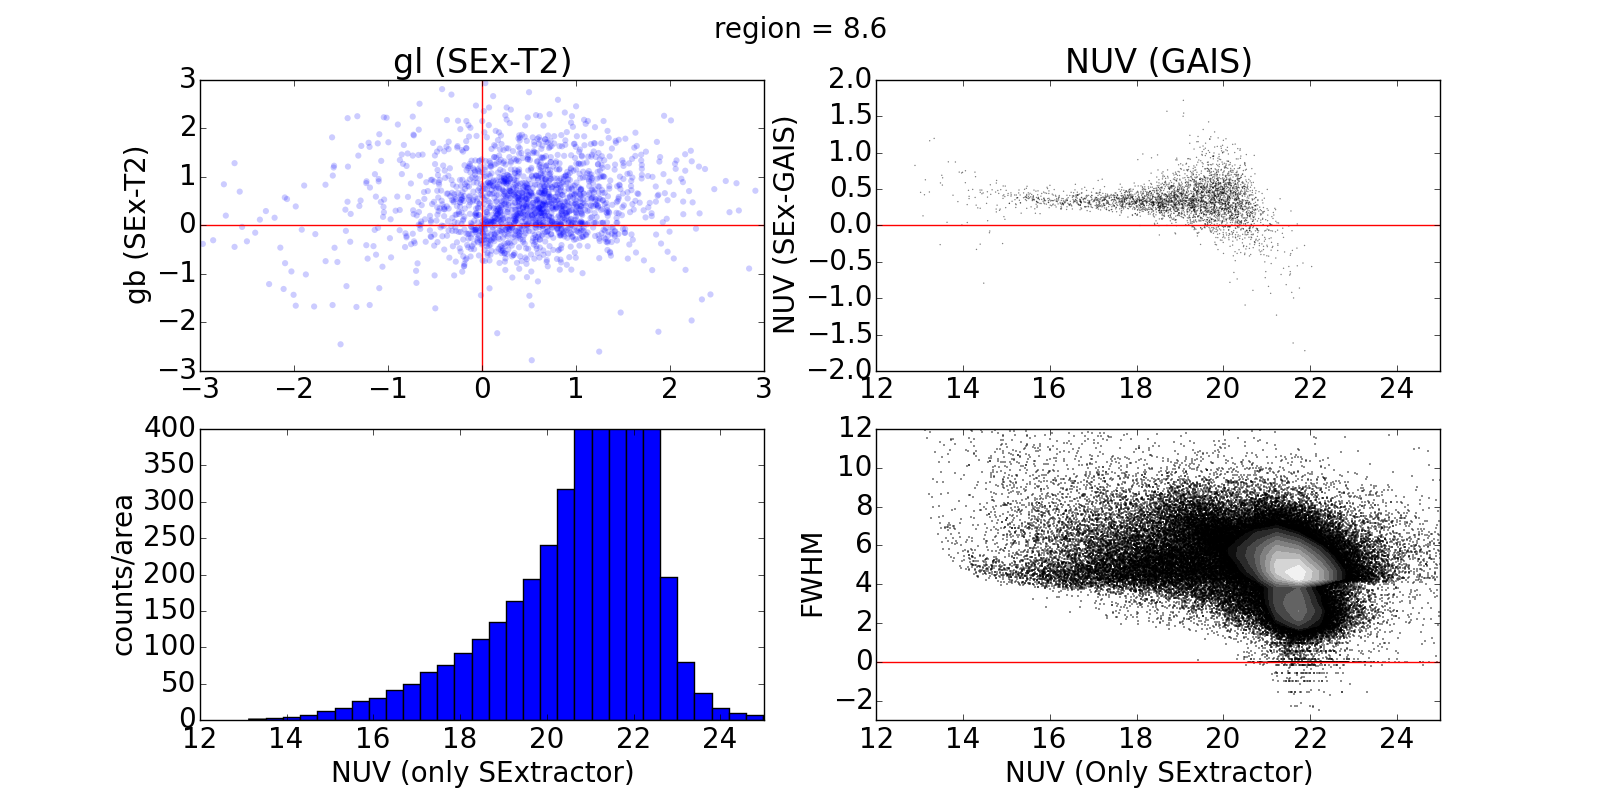 region = 8.6
gl (SEx-T2)
NUV (GAIS)
3
2
1
0
−1
−2
−3
gb (SEx-T2)
−3 −2 −1 0 1 2 3
2.0
1.5
1.0
0.5
0.0
−0.5
−1.0
−1.5
−2.0
NUV (SEx-GAIS)
12 14 16 18 20 22 24
400
350
300
250
200
150
100
50
0
counts/area
12 14 16 18 20 22 24
NUV (only SExtractor)
12
10
8
6
4
2
0
−2
FWHM
12 14 16 18 20 22 24
NUV (Only SExtractor)